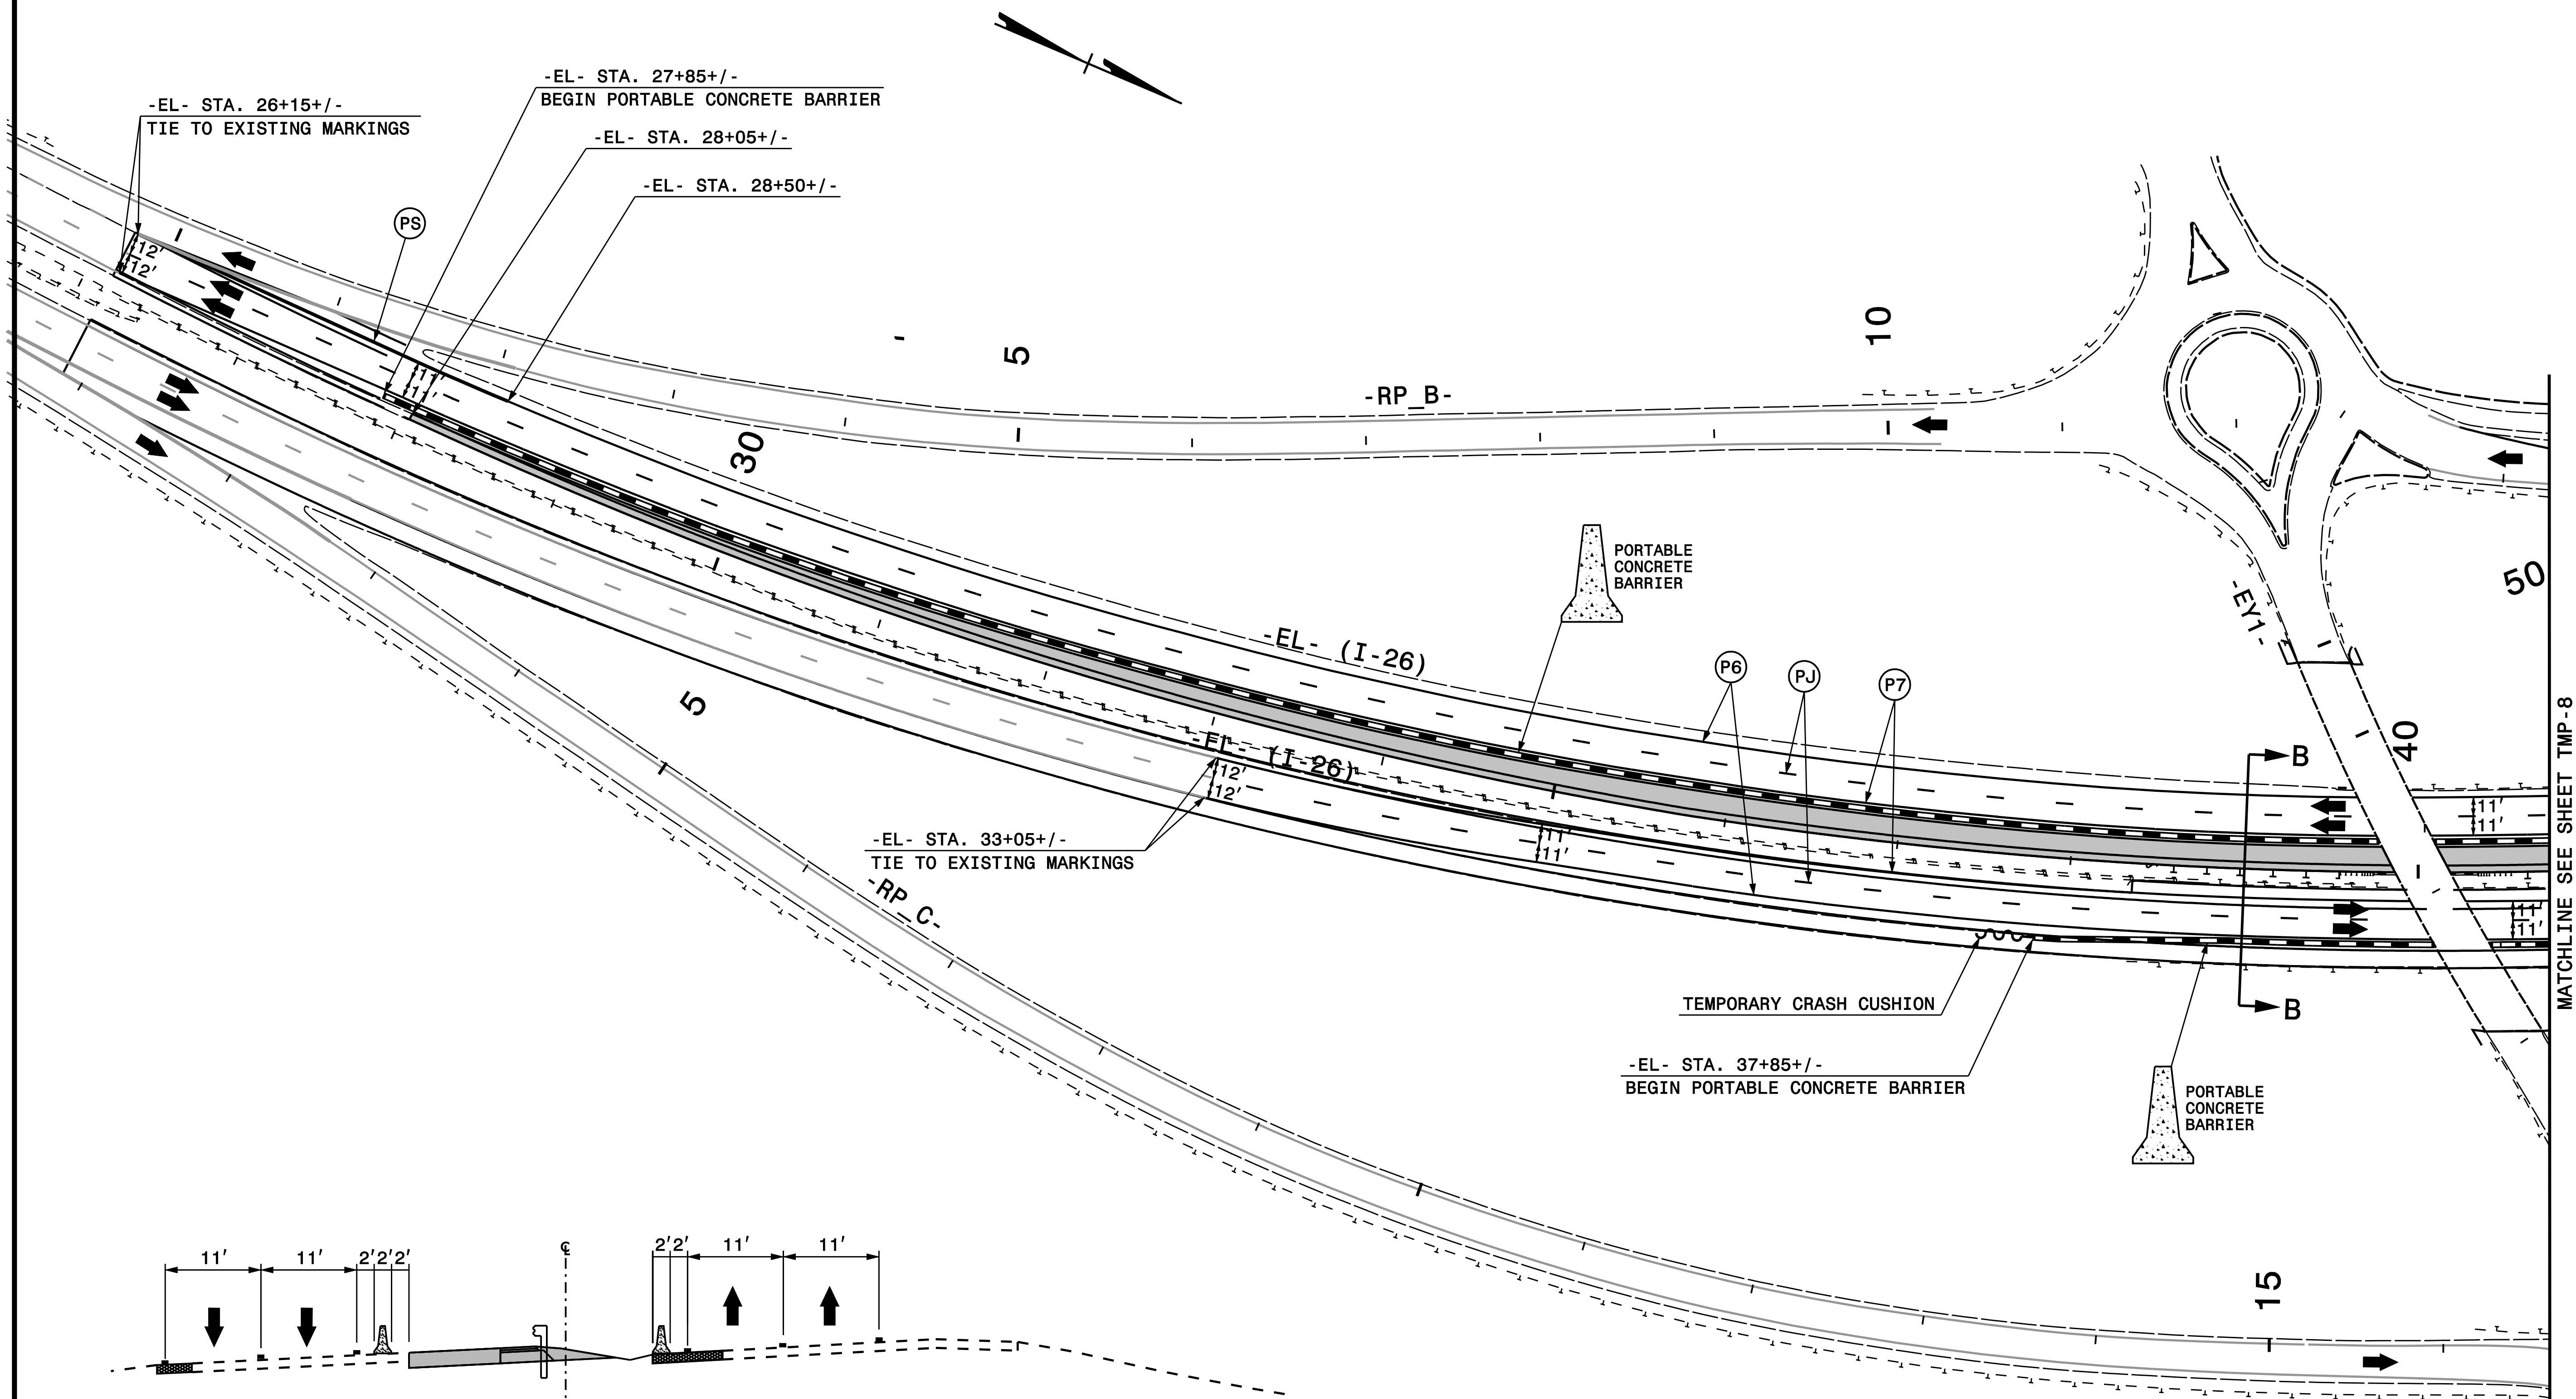 -EL- STA. 26+15+/-
TIE TO EXISTING MARKINGS
-EL- STA. 27+85+/-
BEGIN PORTABLE CONCRETE BARRIER
-EL- STA. 28+05+/-
-EL- STA. 28+50+/-
PS
12'
12'
11'
11'
30
5
10
-RP_B-
PORTABLE
CONCRETE
BARRIER
50
-EY1-
-EL- (I-26)
P6
PJ
P7
5
-EL- (I-26)
12'
12'
-EL- STA. 33+05+/-
TIE TO EXISTING MARKINGS
11'
11'
40
B
11'
11'
MATCHLINE SEE SHEET TMP-8
-RP_C-
11'
11'
TEMPORARY CRASH CUSHION
B
-EL- STA. 37+85+/-
BEGIN PORTABLE CONCRETE BARRIER
PORTABLE
CONCRETE
BARRIER
15
11' 11' 2' 2' 2' ℄ 2' 2' 11' 11'